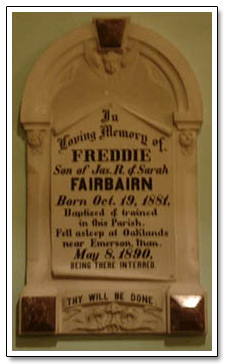 In
Loving Memory of
FREDDIE
Son of Jas. R. & Sarah
FAIRBAIRN
Born Oct. 19, 1881,
Baptized & trained
in this Parish.
Fell asleep at Oaklands
near Emerson, Man.
May 8, 1890,
BEING THERE INTERRED.
THY WILL BE DONE.